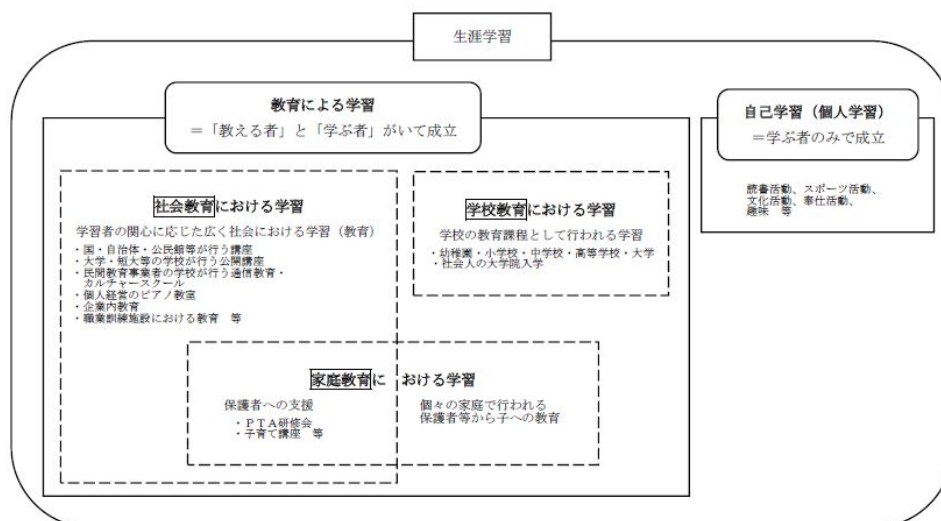 生涯学習
教育による学習
＝「教える者」と「学ぶ者」がいて成立
自己学習（個人学習）
＝学ぶ者のみで成立
読書活動、スポーツ活動、
文化活動、奉仕活動、
趣味　等
社会教育における学習
学習者の関心に応じた広く社会における学習（教育）
・国・自治体・公民館等が行う講座
・大学・短大等の学校が行う公開講座
・民間教育事業者の学校が行う通信教育・
カルチャースクール
・個人経営のピアノ教室
・企業内教育
・職業訓練施設における教育　等
学校教育における学習
学校の教育課程として行われる学習
・幼稚園・小学校・中学校・高等学校・大学
・社会人の大学院入学
家庭教育における学習
保護者への支援
・ＰＴＡ研修会
・子育て講座　等
個々の家庭で行われる
保護者等から子への教育